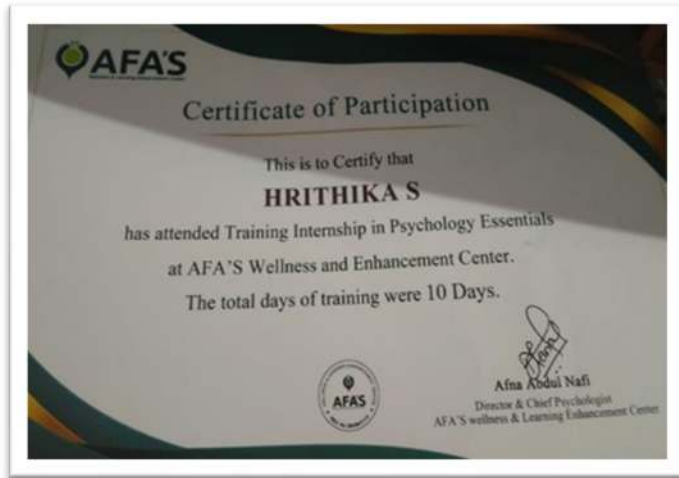 AFA'S
Certificate of Participation
This is to Certify that
HRITHIKA S
has attended Training Internship in Psychology Essentials
at AFA'S Wellness and Enhancement Center.
The total days of training were 10 Days.
AFAS
Afna Abdul Nafi
Director & Chief Psychologist
AFA'S wellness & Learning Enhancement Center